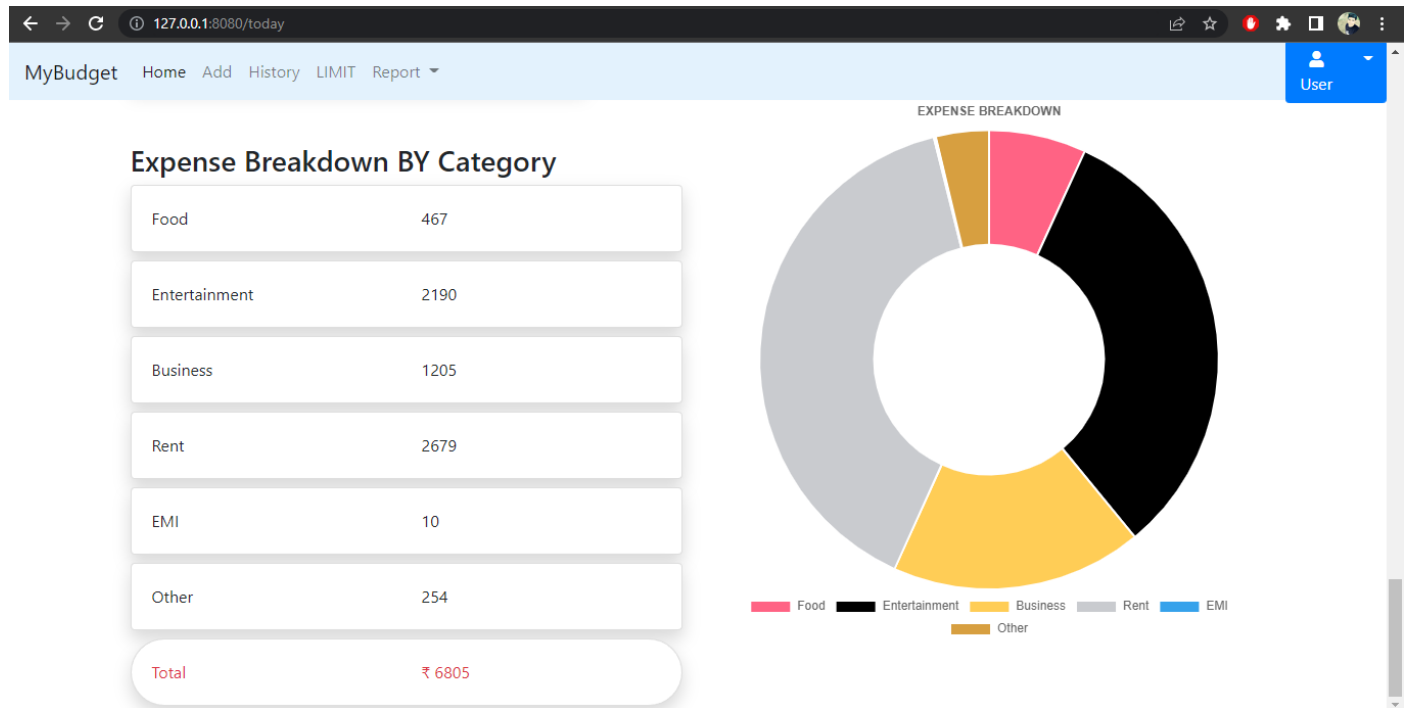 127.0.0.1:8080/today
MyBudget Home Add History LIMIT Report
User
Expense Breakdown BY Category
Food 467
Entertainment 2190
Business 1205
Rent 2679
EMI 10
Other 254
Total ₹ 6805
EXPENSE BREAKDOWN
Food Entertainment Business Rent EMI
Other